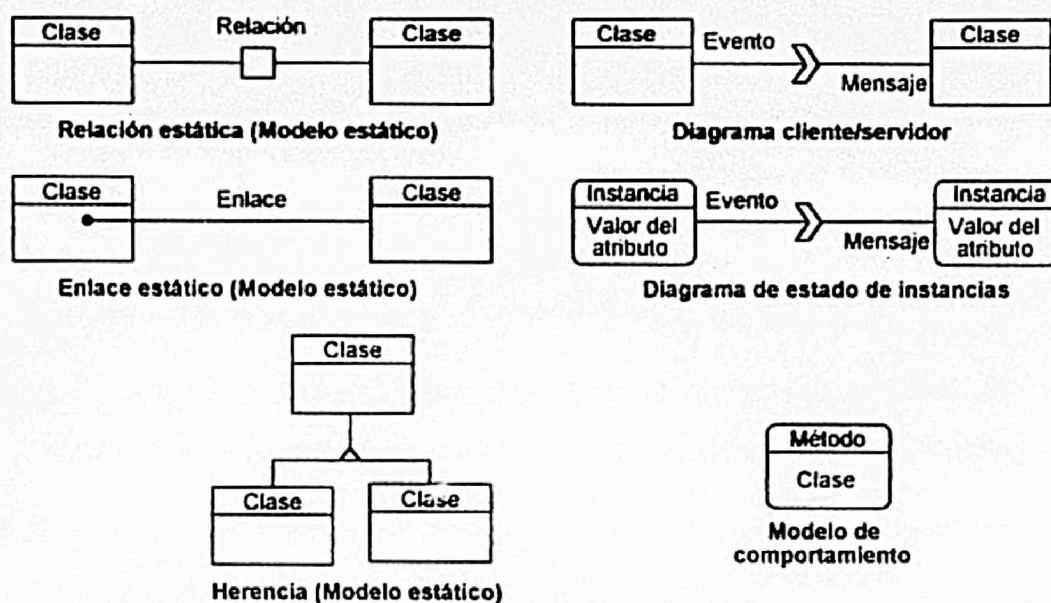 Clase
Relación
Clase
Relación estática (Modelo estático)
Clase
Evento
Mensaje
Clase
Diagrama cliente/servidor
Clase
Enlace
Clase
Enlace estático (Modelo estático)
Instancia
Valor del
atributo
Evento
Mensaje
Instancia
Valor del
atributo
Diagrama de estado de instancias
Clase
Clase
Clase
Herencia (Modelo estático)
Método
Clase
Modelo de
comportamiento